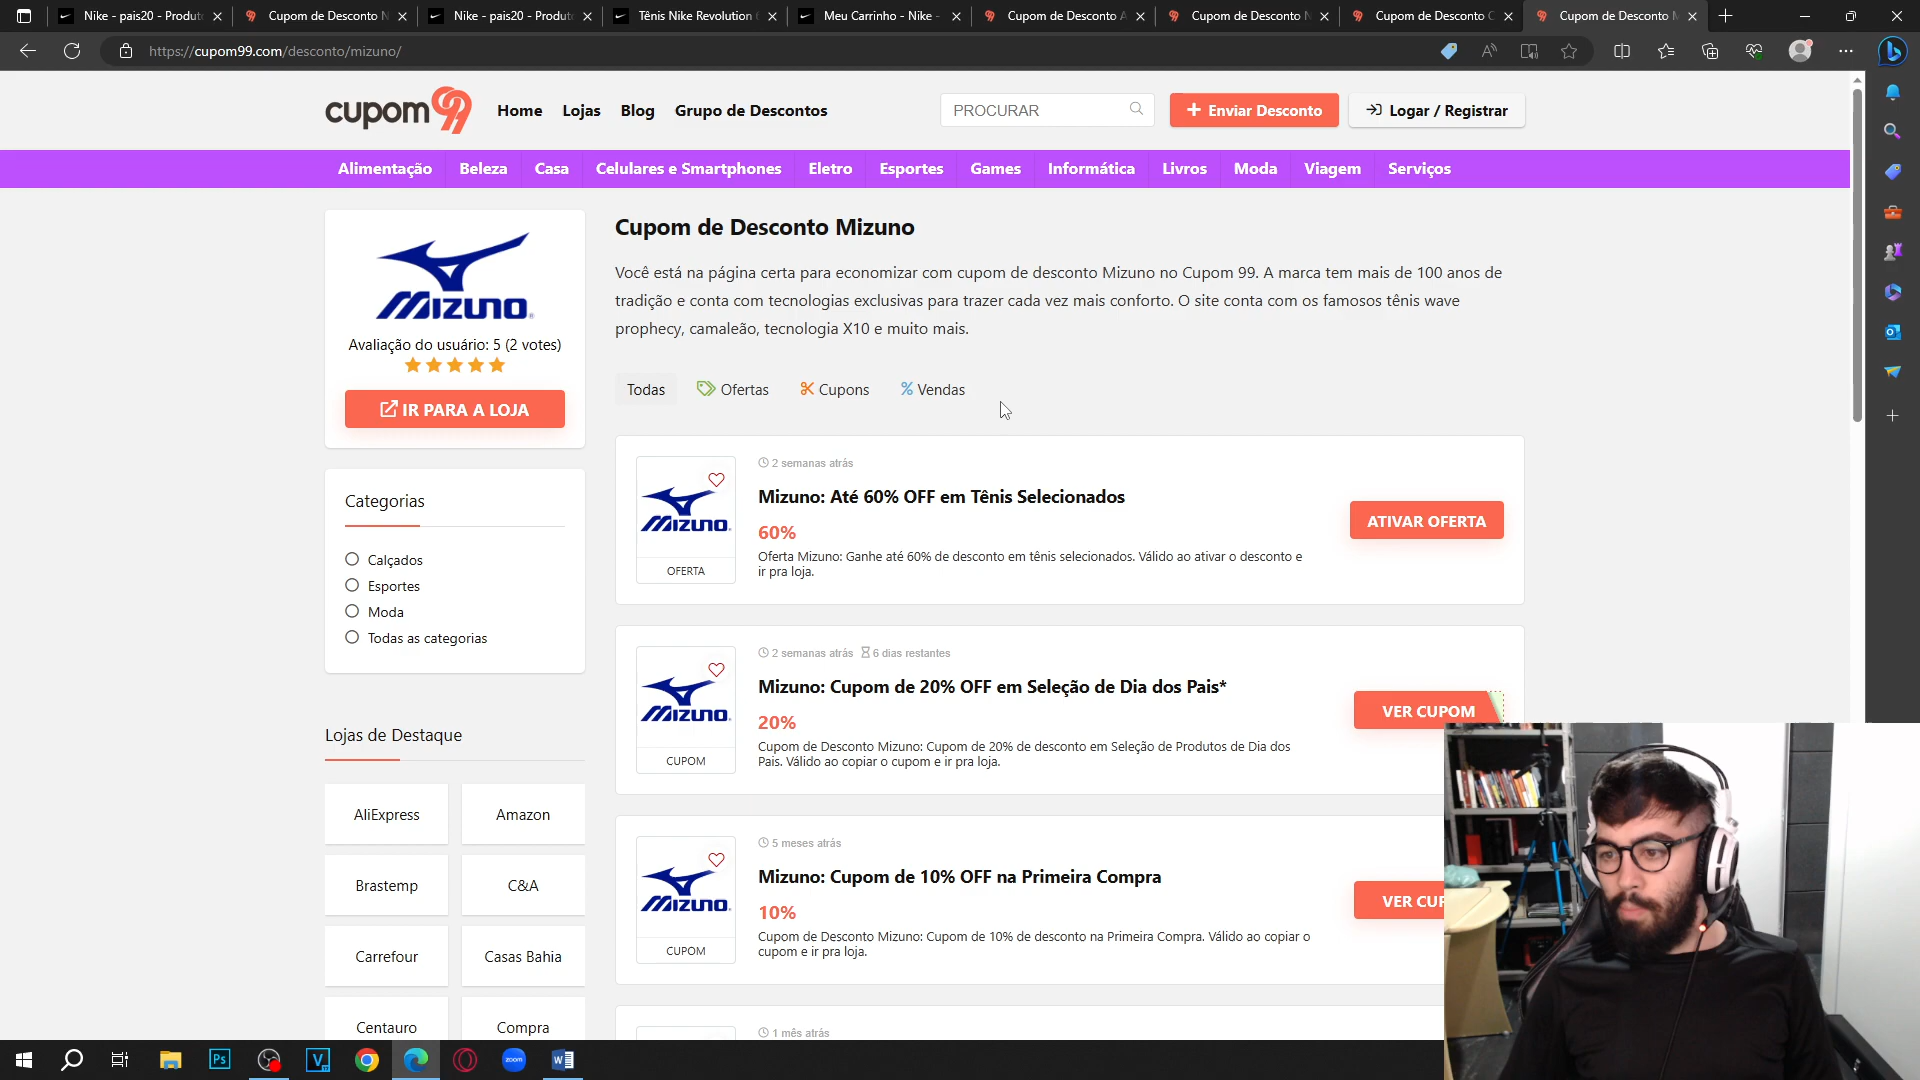 Nike - pais20 - Produt
Cupom de Desconto N
Nike - pais20 - Produt
Tênis Nike Revolution
Meu Carrinho - Nike -
Cupom de Desconto A
Cupom de Desconto N
Cupom de Desconto C
Cupom de Desconto M
https://cupom99.com/desconto/mizuno/
cupom99
Home
Lojas
Blog
Grupo de Descontos
PROCURAR
+ Enviar Desconto
Logar / Registrar
Alimentação
Beleza
Casa
Celulares e Smartphones
Eletro
Esportes
Games
Informática
Livros
Moda
Viagem
Serviços
MIZUNO
Avaliação do usuário: 5 (2 votes)
IR PARA A LOJA
Categorias
Calçados
Esportes
Moda
Todas as categorias
Lojas de Destaque
AliExpress
Amazon
Brastemp
C&A
Carrefour
Casas Bahia
Centauro
Compra
Cupom de Desconto Mizuno
Você está na página certa para economizar com cupom de desconto Mizuno no Cupom 99. A marca tem mais de 100 anos de
tradição e conta com tecnologias exclusivas para trazer cada vez mais conforto. O site conta com os famosos tênis wave
prophecy, camaleão, tecnologia X10 e muito mais.
Todas
Ofertas
Cupons
% Vendas
MIZUNO
OFERTA
2 semanas atrás
Mizuno: Até 60% OFF em Tênis Selecionados
60%
Oferta Mizuno: Ganhe até 60% de desconto em tênis selecionados. Válido ao ativar o desconto e
ir pra loja.
ATIVAR OFERTA
MIZUNO
CUPOM
2 semanas atrás 6 dias restantes
Mizuno: Cupom de 20% OFF em Seleção de Dia dos Pais*
20%
Cupom de Desconto Mizuno: Cupom de 20% de desconto em Seleção de Produtos de Dia dos
Pais. Válido ao copiar o cupom e ir pra loja.
VER CUPOM
MIZUNO
CUPOM
5 meses atrás
Mizuno: Cupom de 10% OFF na Primeira Compra
10%
Cupom de Desconto Mizuno: Cupom de 10% de desconto na Primeira Compra. Válido ao copiar o
cupom e ir pra loja.
VER CUP
1 mês atrás
Ps
V
zoom
W